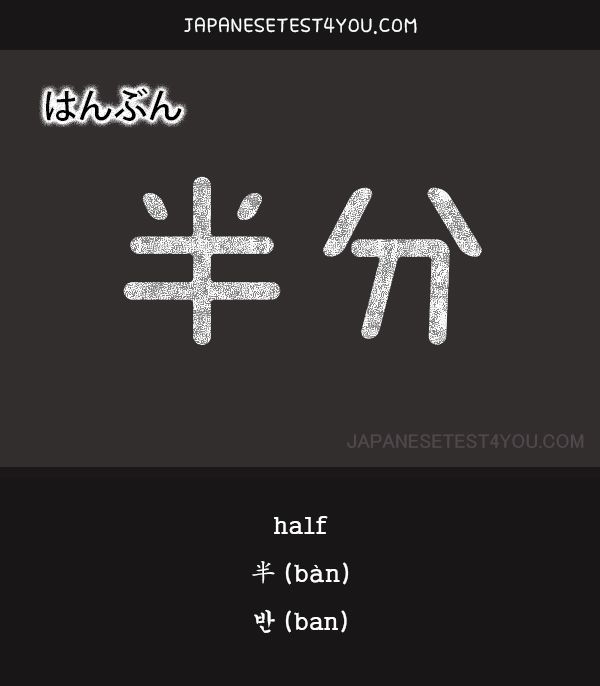 JAPANESETEST4YOU.COM
はんぶん
半分
JAPANESETEST4YOU.COM
half
半 (bàn)
반 (ban)